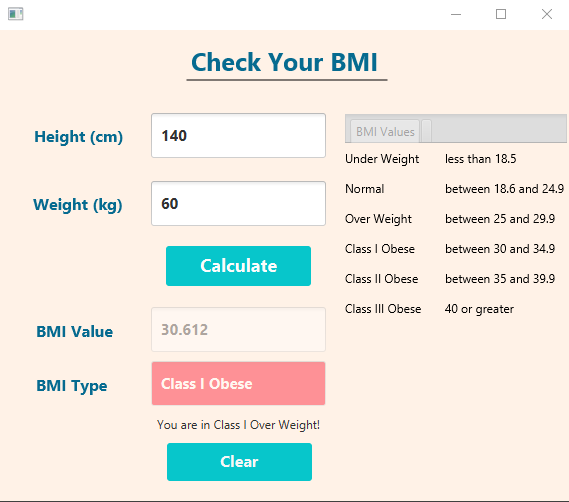 Check Your BMI
Height (cm)
140
Weight (kg)
60
Calculate
BMI Value
30.612
BMI Type
Class I Obese
You are in Class I Over Weight!
Clear
BMI Values
Under Weight less than 18.5
Normal between 18.6 and 24.9
Over Weight between 25 and 29.9
Class I Obese between 30 and 34.9
Class II Obese between 35 and 39.9
Class III Obese 40 or greater